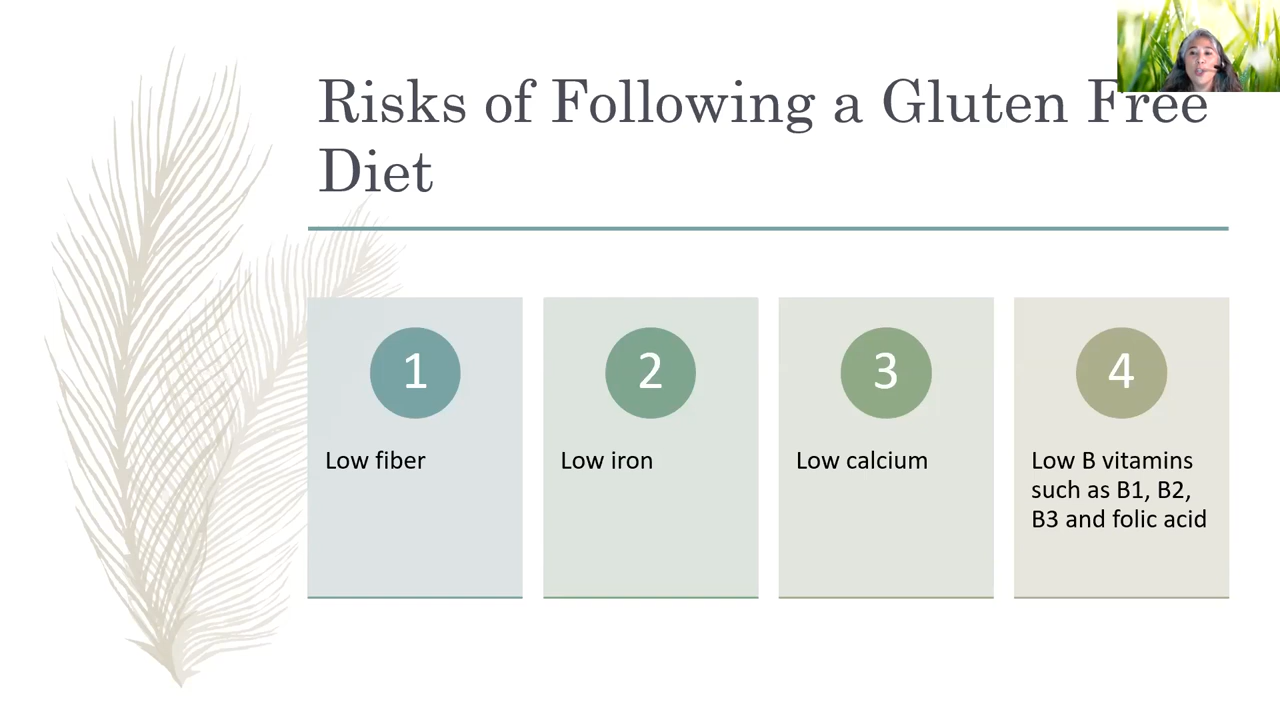 Risks of Following a Gluten Free
Diet
1
Low fiber
2
Low iron
3
Low calcium
4
Low B vitamins
such as B1, B2,
B3 and folic acid